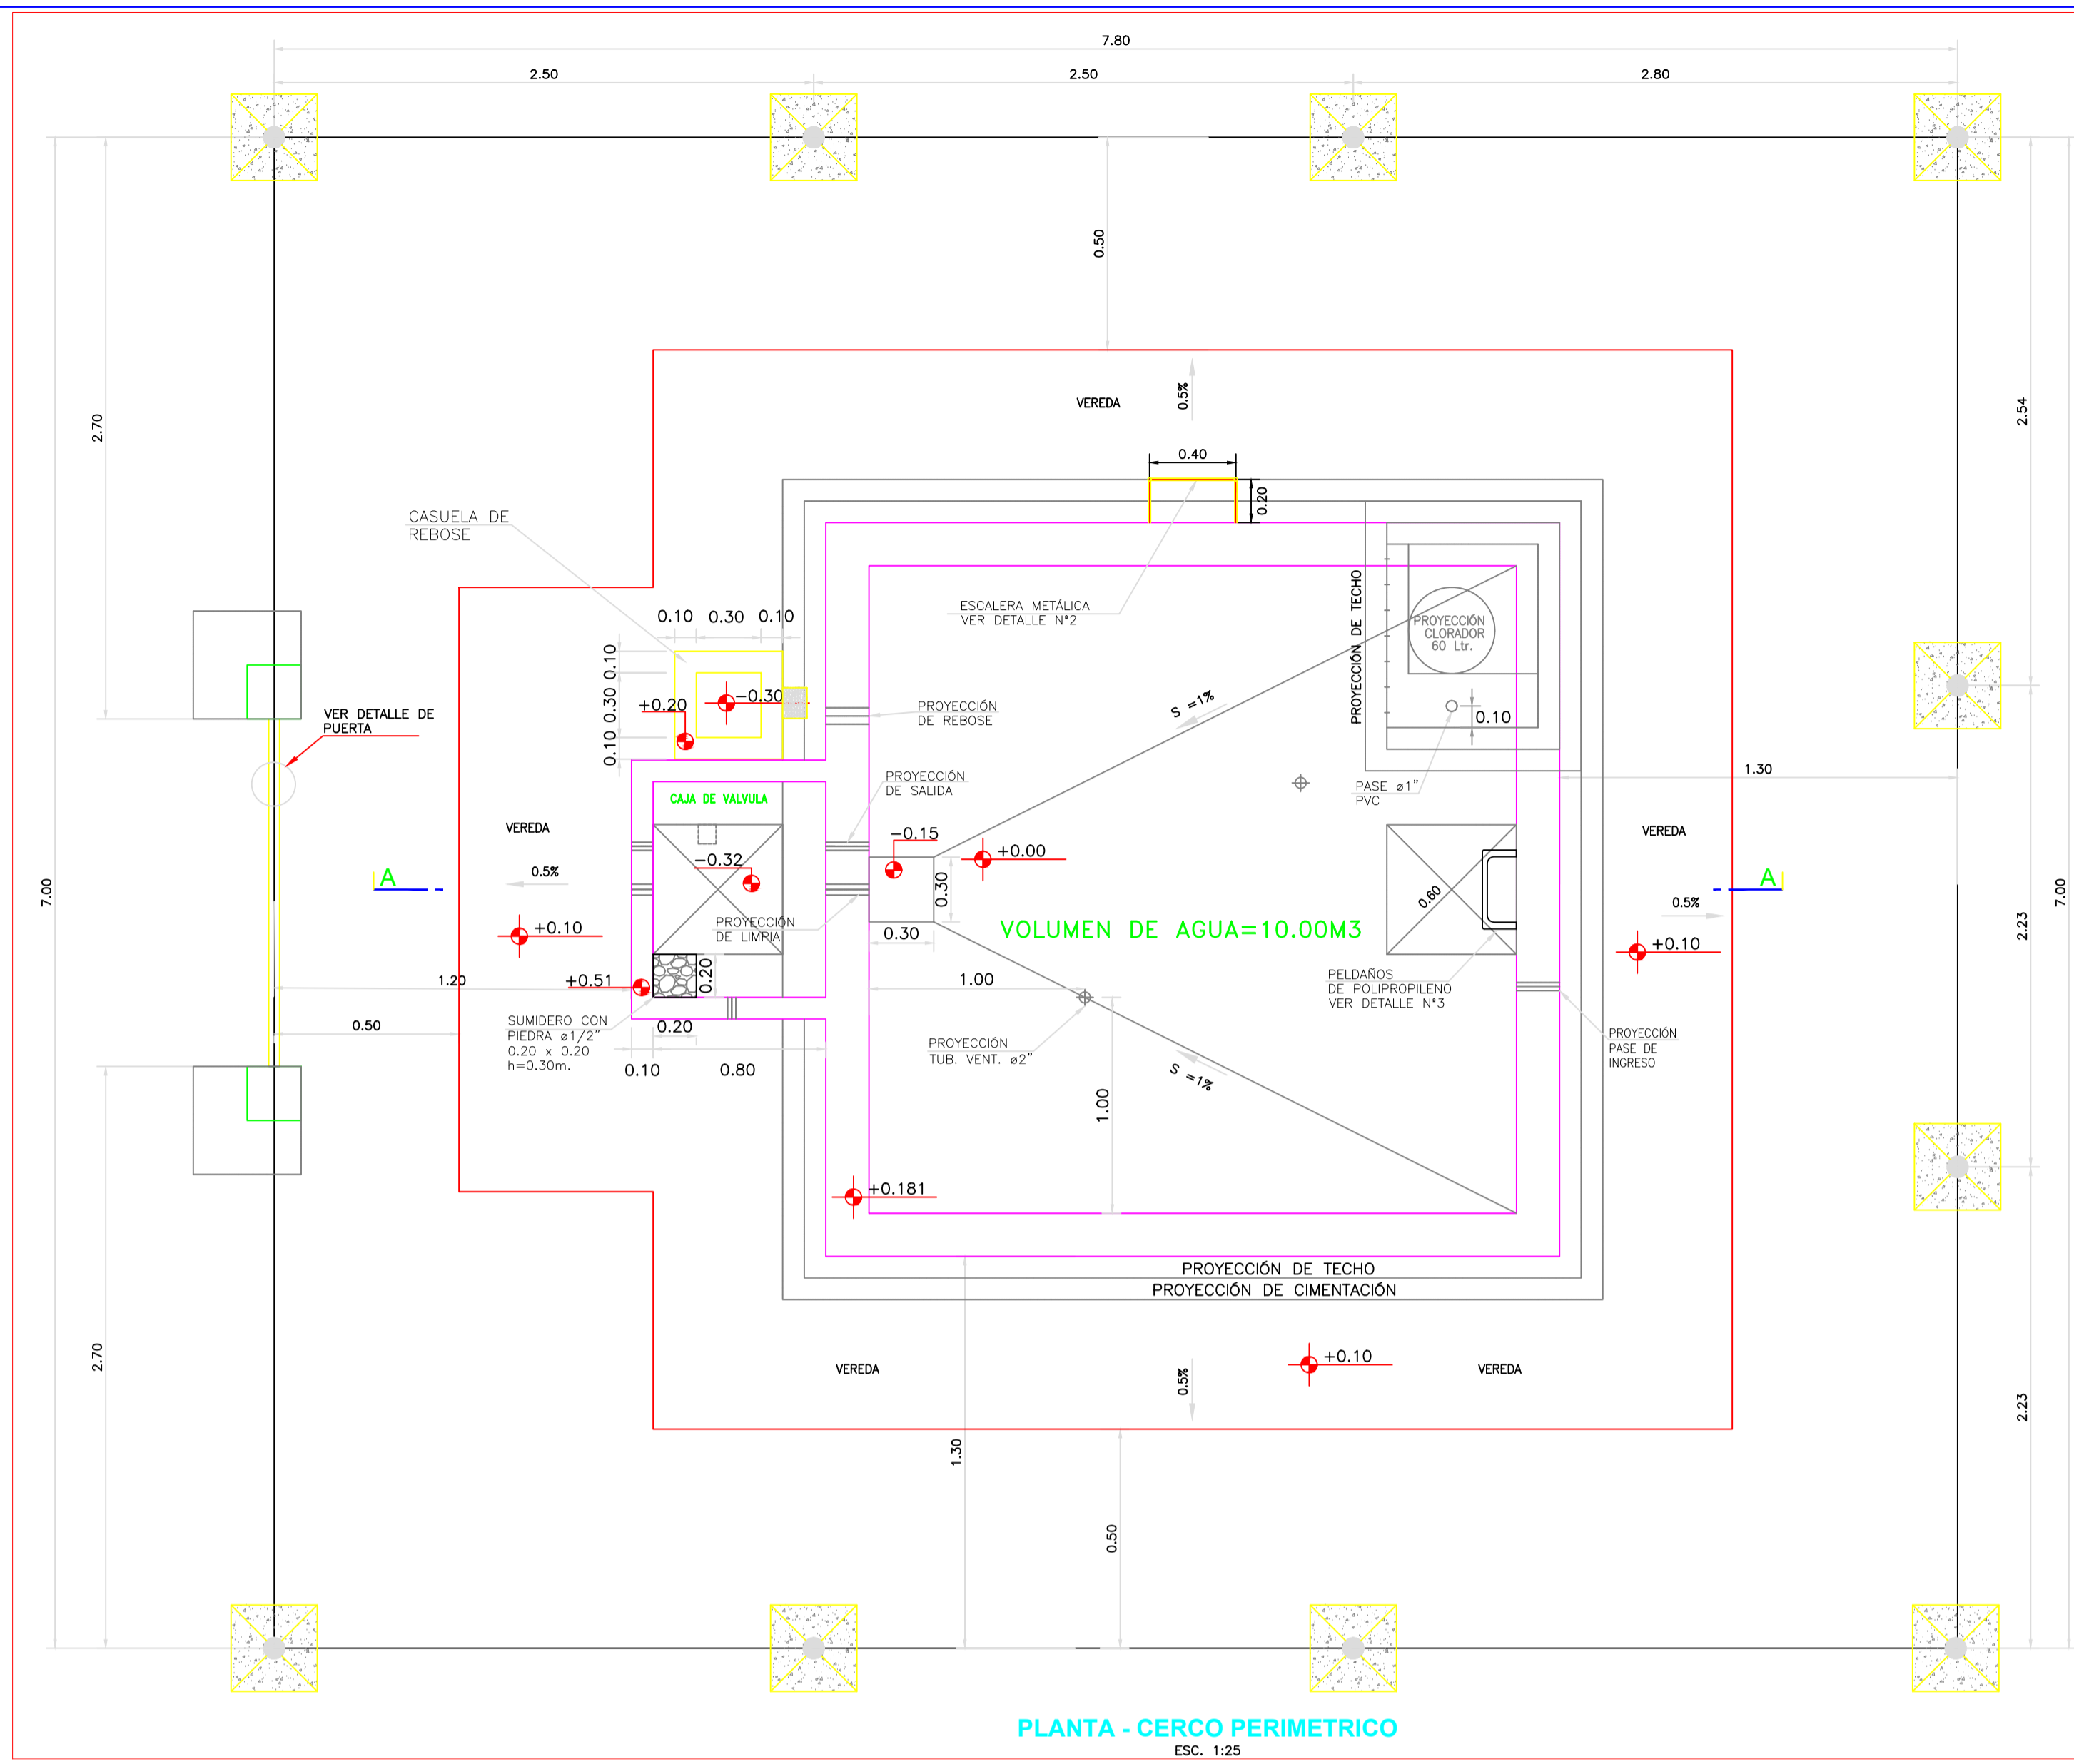 7.80
2.50
2.50
2.80
0.50
2.70
2.54
7.00
7.00
VEREDA
0.5%
0.40
0.20
CASUELA DE
REBOSE
ESCALERA METÁLICA
VER DETALLE N°2
PROYECCIÓN DE TECHO
PROYECCIÓN
CLORADOR
60 Ltr.
0.10
0.30
0.10
0.10
0.30
0.10
+0.20
-0.30
PROYECCIÓN
DE REBOSE
S =1%
0.10
VER DETALLE DE
PUERTA
PROYECCIÓN
DE SALIDA
PASE ø1"
PVC
1.30
CAJA DE VALVULA
VEREDA
VEREDA
-0.15
+0.00
-0.32
0.5%
A
A
0.30
0.60
0.5%
PROYECCIÓN
DE LIMPIA
0.30
VOLUMEN DE AGUA=10.00M3
+0.10
+0.10
2.23
1.20
+0.51
0.20
1.00
PELDAÑOS
DE POLIPROPILENO
VER DETALLE N°3
0.50
SUMIDERO CON
PIEDRA ø1/2"
0.20 x 0.20
h=0.30m.
0.20
0.10
0.80
PROYECCIÓN
TUB. VENT. ø2"
S =1%
PROYECCIÓN
PASE DE
INGRESO
1.00
+0.181
PROYECCIÓN DE TECHO
PROYECCIÓN DE CIMENTACIÓN
2.70
VEREDA
0.5%
+0.10
VEREDA
2.23
1.30
0.50
PLANTA - CERCO PERIMETRICO
ESC. 1:25